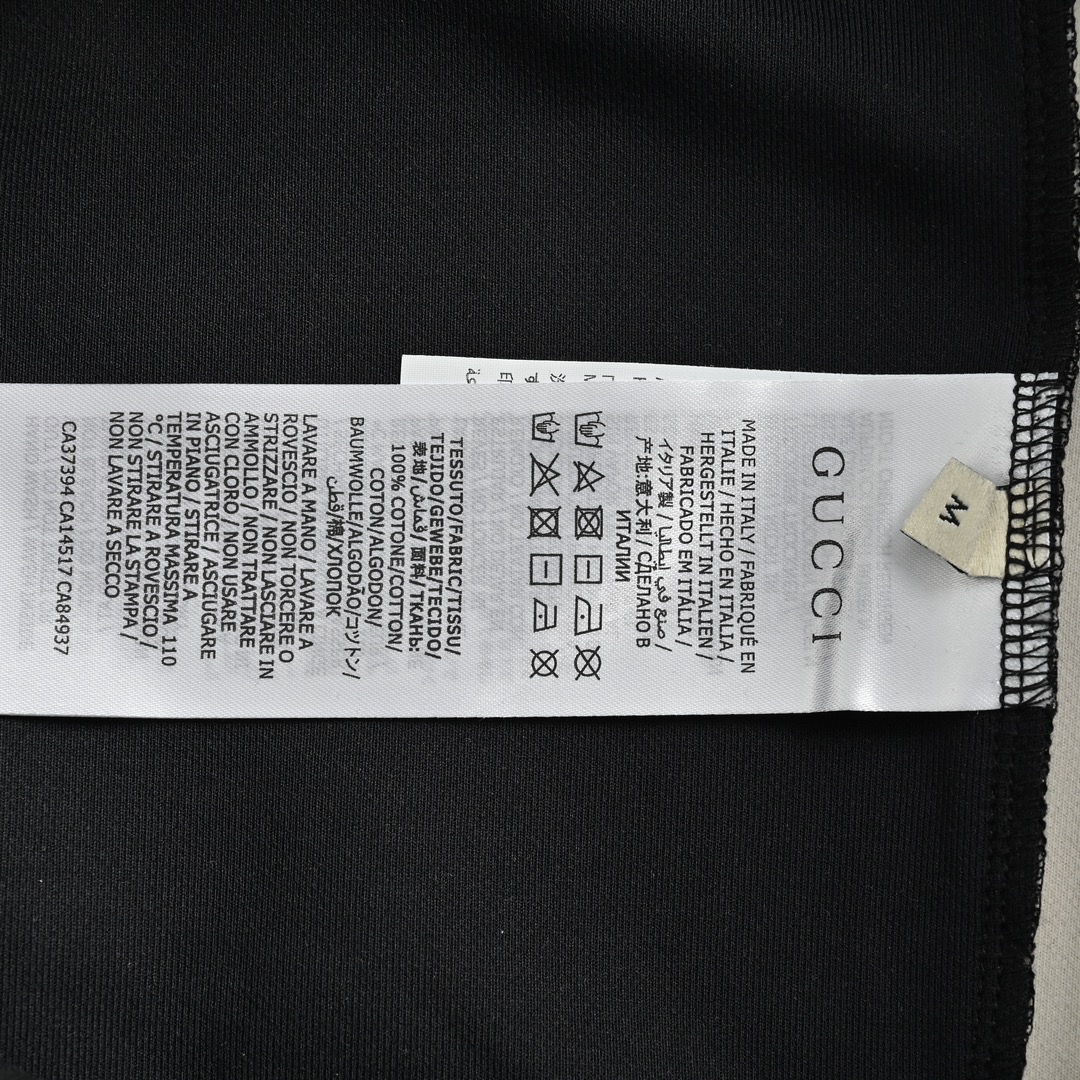 GUCCI
M
MADE IN ITALY / FABRIQUÉ EN
ITALIE / HECHO EN ITALIA /
HERGESTELLT IN ITALIEN /
FABRICADO EM ITÁLIA /
イタリア製 / صنع في إيطاليا /
产地:意大利 / СДЕЛАНО В
ИТАЛИИ
TESSUTO/FABRIC/TISSU/
TEJIDO/GEWEBE/TECIDO/
表地/قماش/面料/ТКАНЬ:
100% COTONE/COTTON/
COTON/ALGODON/
BAUMWOLLE/ALGODÃO/コットン/
قطن/棉/ХЛОПОК
LAVARE A MANO / LAVARE A
ROVESCIO / NON TORCERE O
STRIZZARE / NON LASCIARE IN
AMMOLLO / NON TRATTARE
CON CLORO / NON USARE
ASCIUGATRICE / ASCIUGARE
IN PIANO / STIRARE A
TEMPERATURA MASSIMA 110
°C / STIRARE A ROVESCIO /
NON STIRARE LA STAMPA /
NON LAVARE A SECCO
CA37394 CA14517 CA84937